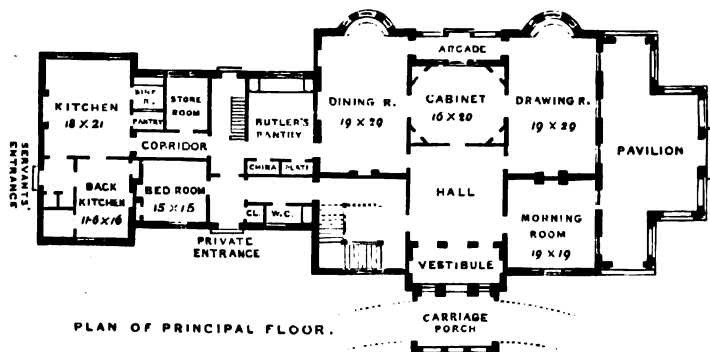 ARCADE
KITCHEN
18 X 21
SINK
R.
STORE
ROOM
PANTRY
CORRIDOR
BUTLER'S
PANTRY
DINING R.
19 X 29
CABINET
16 X 20
DRAWING R.
19 X 29
PAVILION
SERVANTS'
ENTRANCE
BACK
KITCHEN
11·6 X 16
BED ROOM
15 X 15
CHINA
PLATE
CL.
W.C.
HALL
MORNING
ROOM
19 X 19
PRIVATE
ENTRANCE
VESTIBULE
CARRIAGE
PORCH
PLAN OF PRINCIPAL FLOOR.